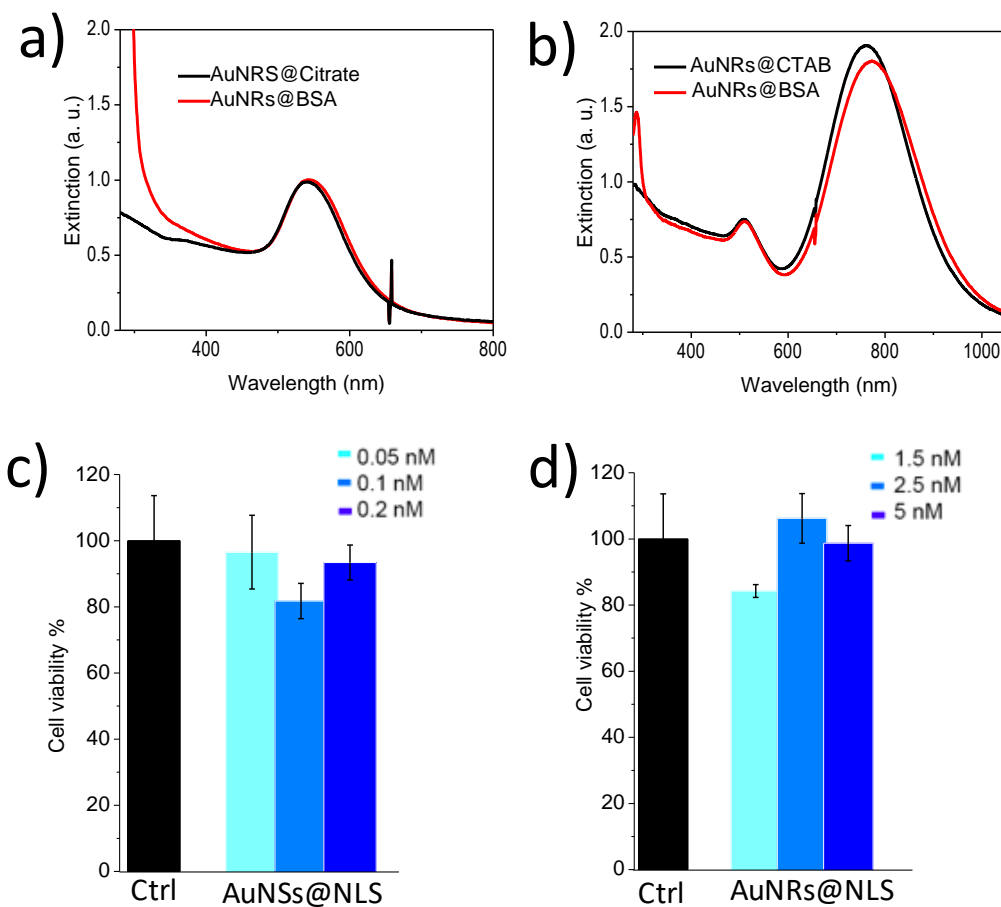 a)
2.0
1.5
1.0
0.5
0.0
Extinction (a. u.)
AuNRS@Citrate
AuNRs@BSA
400
600
800
Wavelength (nm)
b)
2.0
1.5
1.0
0.5
0.0
Extinction (a. u.)
AuNRs@CTAB
AuNRs@BSA
400
600
800
1000
Wavelength (nm)
c)
120
100
80
60
40
20
0
Cell viability %
0.05 nM
0.1 nM
0.2 nM
Ctrl
AuNSs@NLS
d)
120
100
80
60
40
20
0
Cell viability %
1.5 nM
2.5 nM
5 nM
Ctrl
AuNRs@NLS